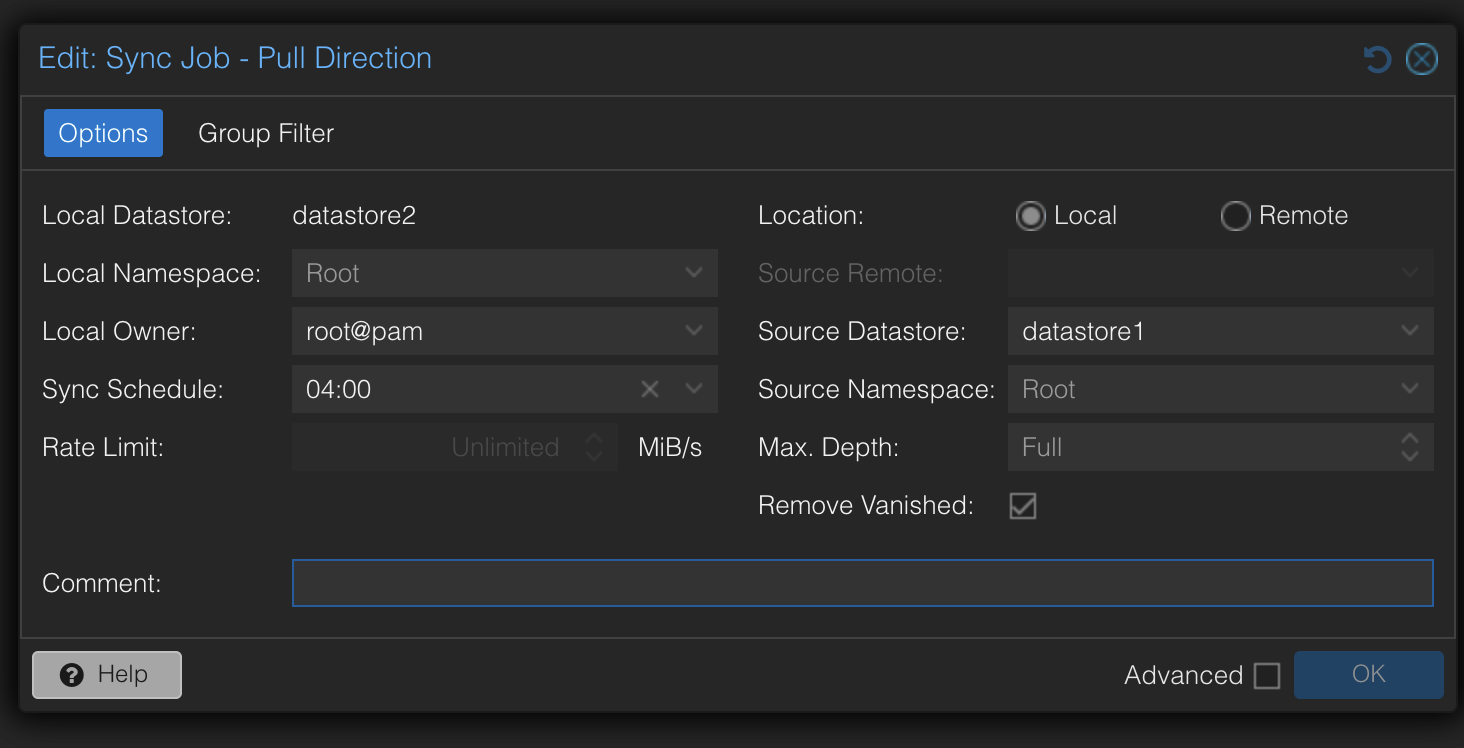 Edit: Sync Job - Pull Direction
Options Group Filter
Local Datastore: datastore2
Local Namespace: Root
Local Owner: root@pam
Sync Schedule: 04:00
Rate Limit: Unlimited MiB/s
Location: Local Remote
Source Remote:
Source Datastore: datastore1
Source Namespace: Root
Max. Depth: Full
Remove Vanished:
Comment:
Help Advanced OK